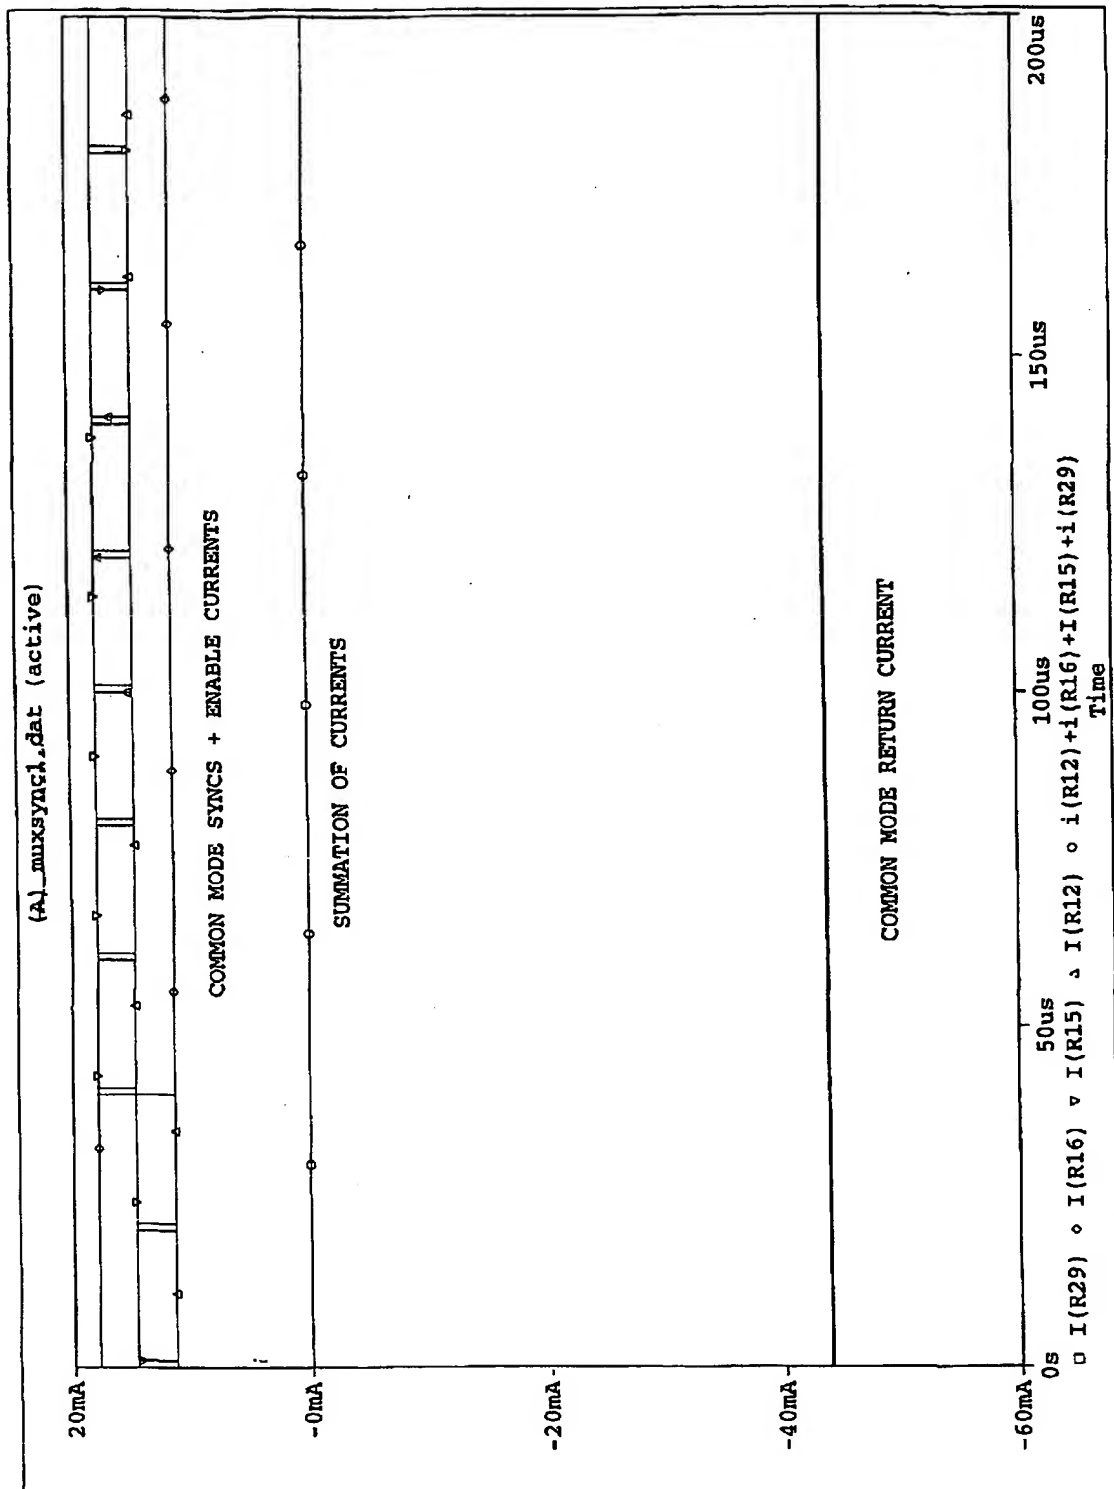 (A)_muxsync1.dat (active)
20mA
-0mA
-20mA
-40mA
-60mA
COMMON MODE SYNCS + ENABLE CURRENTS
SUMMATION OF CURRENTS
COMMON MODE RETURN CURRENT
0s
50us
100us
150us
200us
□ I(R29) ◇ I(R16) ▽ I(R15) △ I(R12) ○ i(R12)+i(R16)+I(R15)+i(R29)
Time